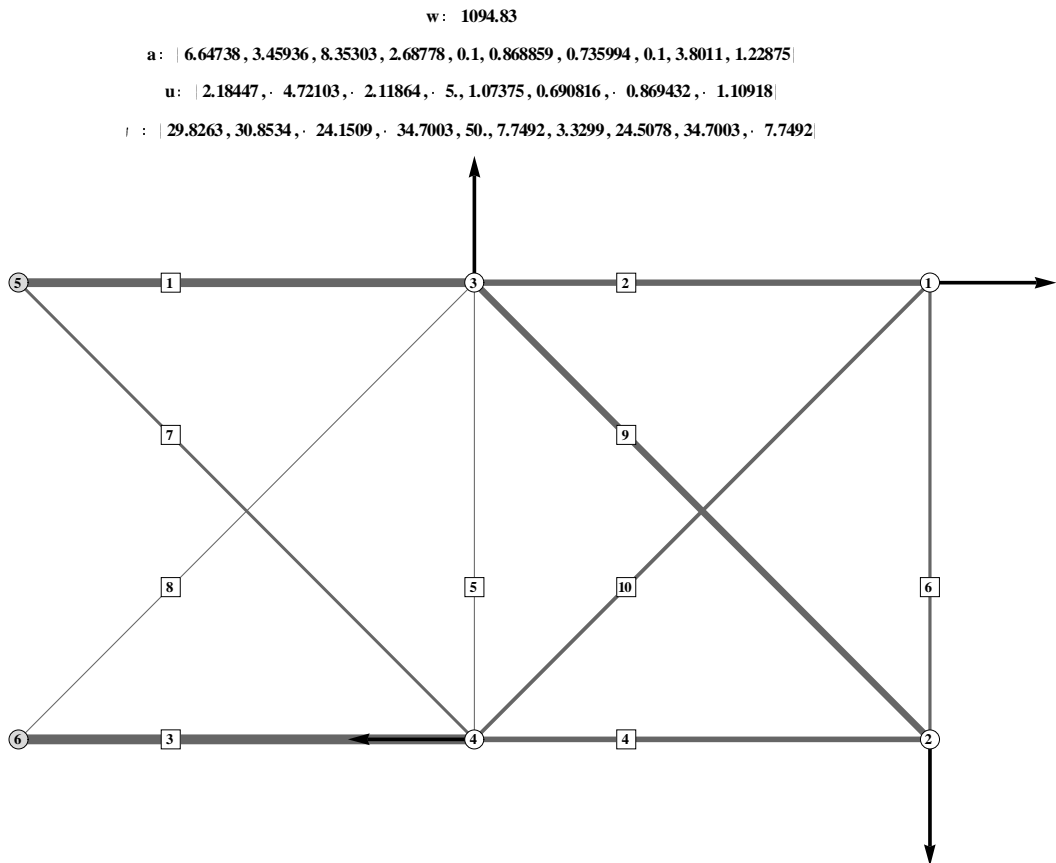 w: 1094.83
a: | 6.64738, 3.45936, 8.35303, 2.68778, 0.1, 0.868859, 0.735994, 0.1, 3.8011, 1.22875|
u: | 2.18447, · 4.72103, · 2.11864, · 5., 1.07375, 0.690816, · 0.869432, · 1.10918|
: | 29.8263, 30.8534, · 24.1509, · 34.7003, 50., 7.7492, 3.3299, 24.5078, 34.7003, · 7.7492|
5 1 3 2 1
7 9
8 5 10 6
6 3 4 4 2